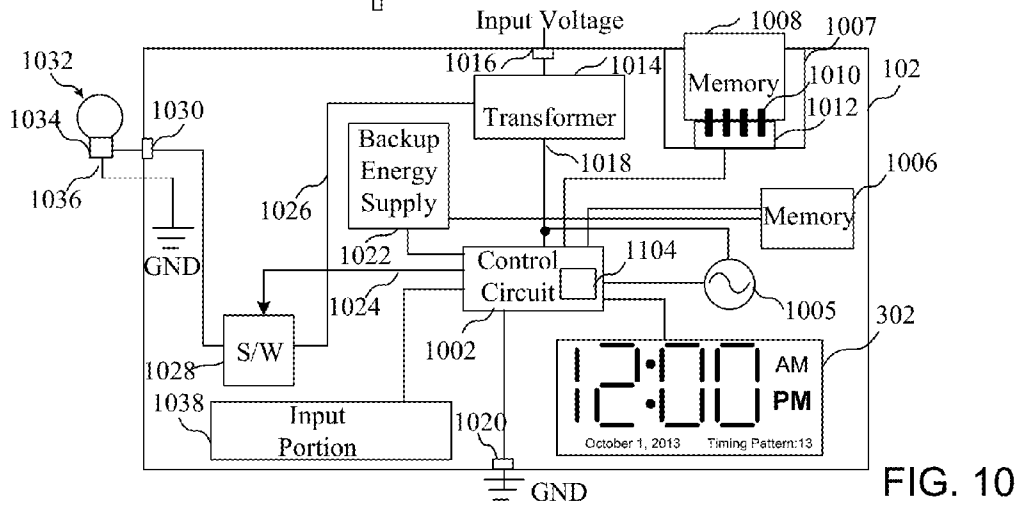 Input Voltage
1008
1007
1032
1016
1014
Memory
1010
102
1034
1030
Transformer
1012
Backup
Energy
Supply
1018
1006
1036
1026
Memory
1022
GND
Control
Circuit
1104
1024
1005
302
1002
S/W
1028
12:00
AM
PM
1038
Input
Portion
1020
October 1, 2013
Timing Pattern:13
GND
FIG. 10